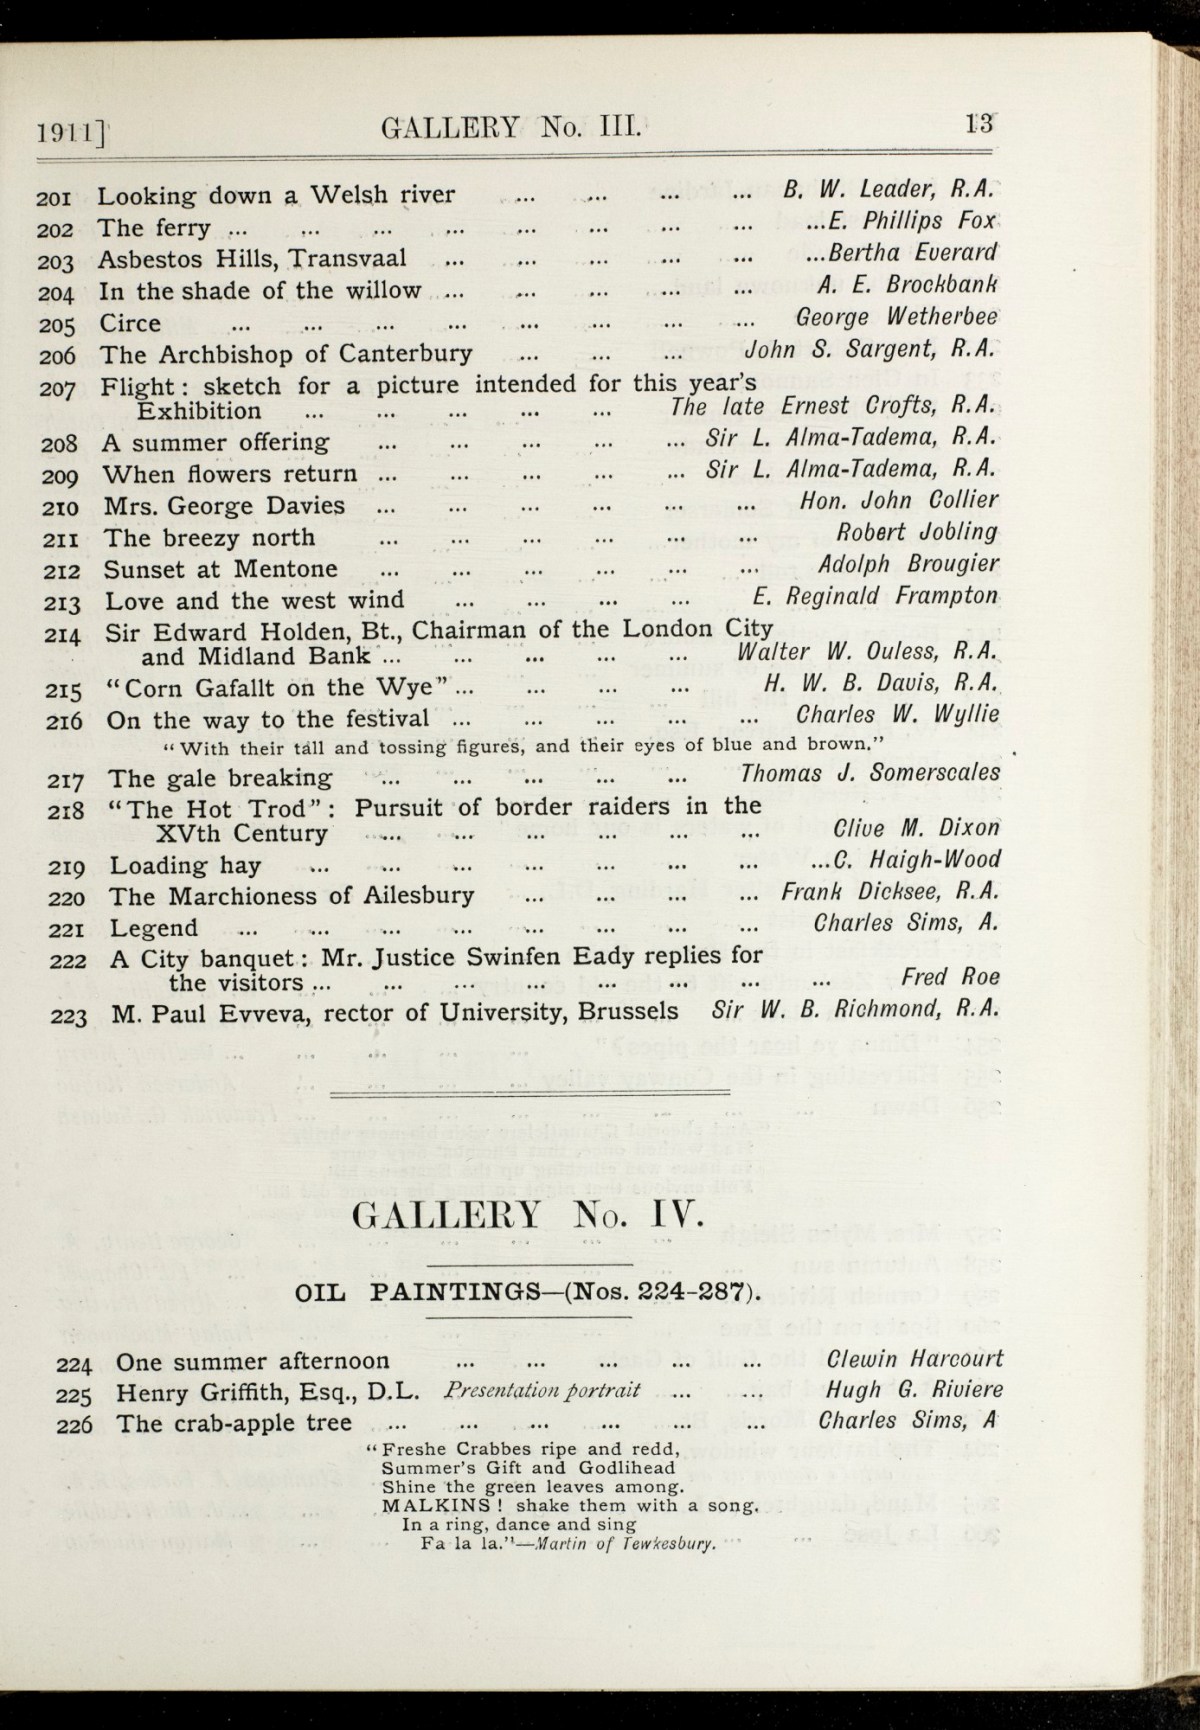 1911] GALLERY No. III. 13
201 Looking down a Welsh river ... ... ... ... B. W. Leader, R.A.
202 The ferry ... ... ... ... ... ... ... ... ...E. Phillips Fox
203 Asbestos Hills, Transvaal ... ... ... ... ... ...Bertha Everard
204 In the shade of the willow ... ... ... ... ... A. E. Brockbank
205 Circe ... ... ... ... ... ... ... ... George Wetherbee
206 The Archbishop of Canterbury ... ... ... John S. Sargent, R.A.
207 Flight: sketch for a picture intended for this year's
Exhibition ... ... ... ... ... The late Ernest Crofts, R.A.
208 A summer offering ... ... ... ... ... Sir L. Alma-Tadema, R.A.
209 When flowers return ... ... ... ... ... Sir L. Alma-Tadema, R.A.
210 Mrs. George Davies ... ... ... ... ... ... Hon. John Collier
211 The breezy north ... ... ... ... ... ... Robert Jobling
212 Sunset at Mentone ... ... ... ... ... ... Adolph Brougier
213 Love and the west wind ... ... ... ... E. Reginald Frampton
214 Sir Edward Holden, Bt., Chairman of the London City
and Midland Bank ... ... ... ... ... Walter W. Ouless, R.A.
215 "Corn Gafallt on the Wye"... ... ... ... H. W. B. Davis, R.A.
216 On the way to the festival ... ... ... ... ... Charles W. Wyllie
"With their tall and tossing figures, and their eyes of blue and brown."
217 The gale breaking ... ... ... ... ... Thomas J. Somerscales
218 "The Hot Trod": Pursuit of border raiders in the
XVth Century ... ... ... ... ... ... Clive M. Dixon
219 Loading hay ... ... ... ... ... ... ... ...C. Haigh-Wood
220 The Marchioness of Ailesbury ... ... ... ... Frank Dicksee, R.A.
221 Legend ... ... ... ... ... ... ... ... Charles Sims, A.
222 A City banquet: Mr. Justice Swinfen Eady replies for
the visitors ... ... ... ... ... ... ... ... Fred Roe
223 M. Paul Evveva, rector of University, Brussels Sir W. B. Richmond, R.A.
GALLERY No. IV.
OIL PAINTINGS—(Nos. 224-287).
224 One summer afternoon ... ... ... ... ... Clewin Harcourt
225 Henry Griffith, Esq., D.L. Presentation portrait ... ... Hugh G. Riviere
226 The crab-apple tree ... ... ... ... ... ... Charles Sims, A
"Freshe Crabbes ripe and redd,
Summer's Gift and Godlihead
Shine the green leaves among.
MALKINS! shake them with a song.
In a ring, dance and sing
Fa la la."—Martin of Tewkesbury.